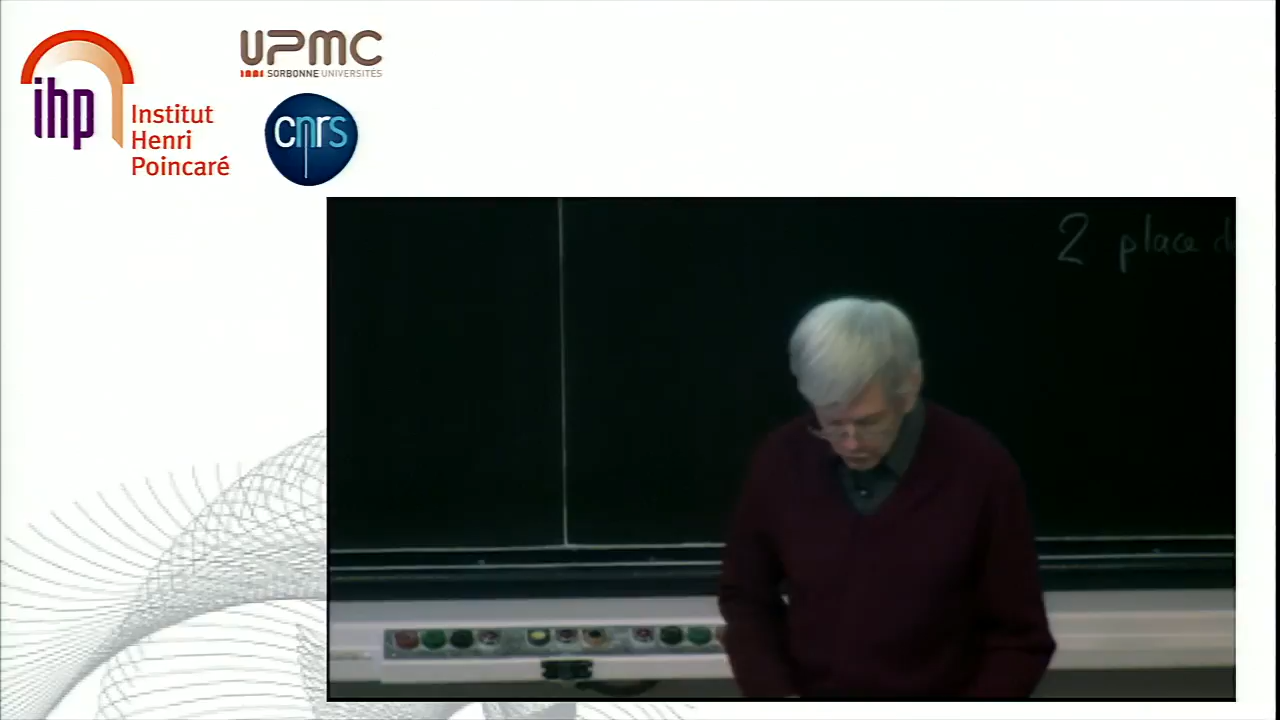 ihp
Institut
Henri
Poincaré
UPMC
SORBONNE UNIVERSITÉS
cnrs
2 place